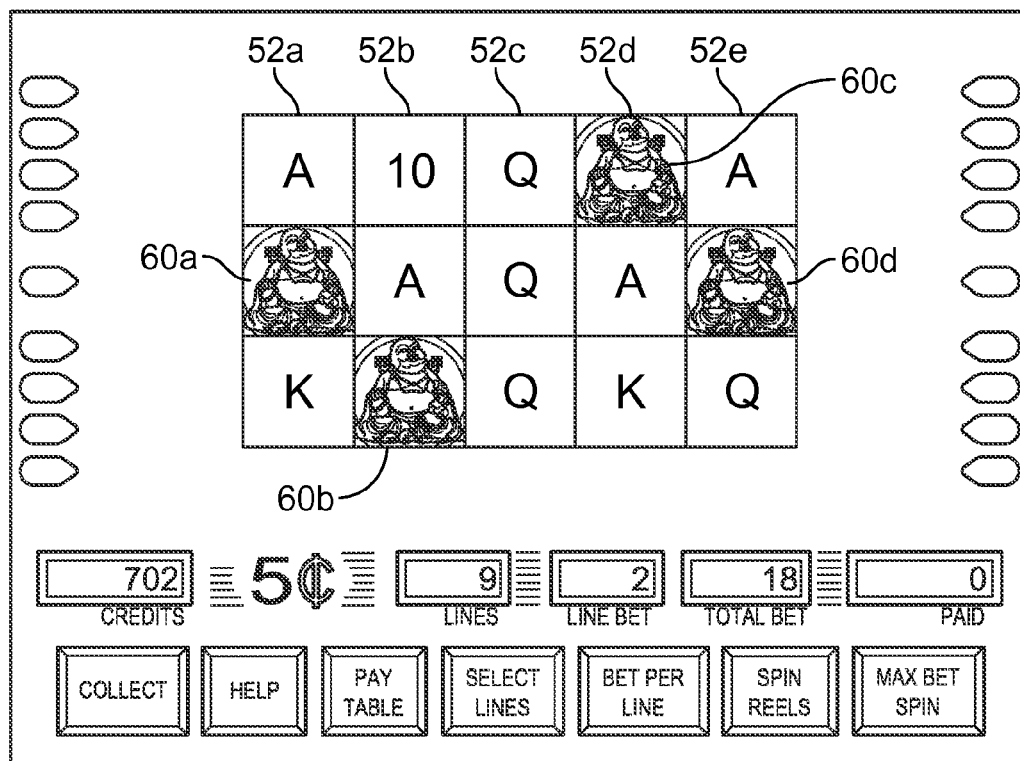 52a 52b 52c 52d 52e
60c
A 10 Q A
60a
A Q A
60d
K Q K Q
60b
702 5¢ 9 2 18 0
CREDITS LINES LINE BET TOTAL BET PAID
COLLECT HELP PAY TABLE SELECT LINES BET PER LINE SPIN REELS MAX BET SPIN